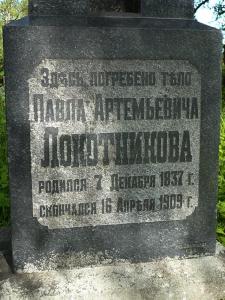 Здѣсь погребено тѣло
Павла Артемьевича
Локотникова
родился 7 Декабря 1837 г.
скончался 16 Апрѣля 1909 г.